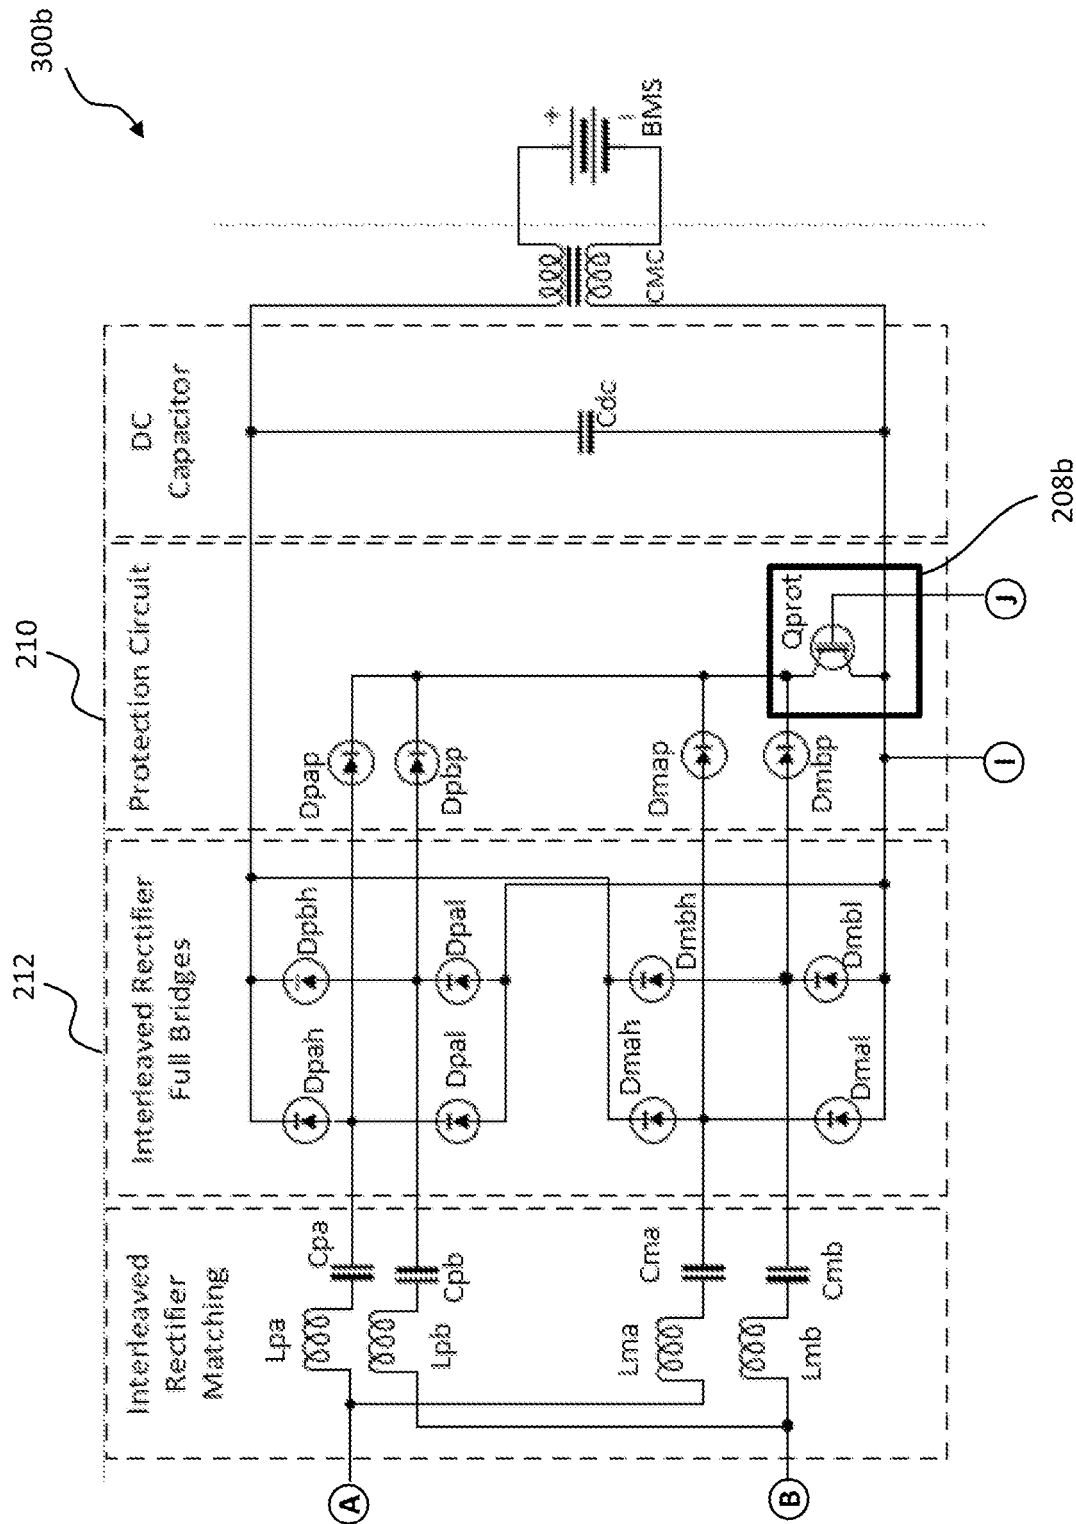 300b
210
212
Interleaved
Rectifier
Matching
Interleaved Rectifier
Full Bridges
Protection Circuit
DC
Capacitor
Lpa
Cpa
Lpb
Cpb
Lma
Cma
Lmb
Cmb
Dpah
Dpbh
Dpal
Dpal
Dmah
Dmbh
Dmal
Dmbl
Dpap
Dpbp
Dmap
Dmbp
Qprot
Cdc
CMC
+
-
BMS
A
B
I
J
208b